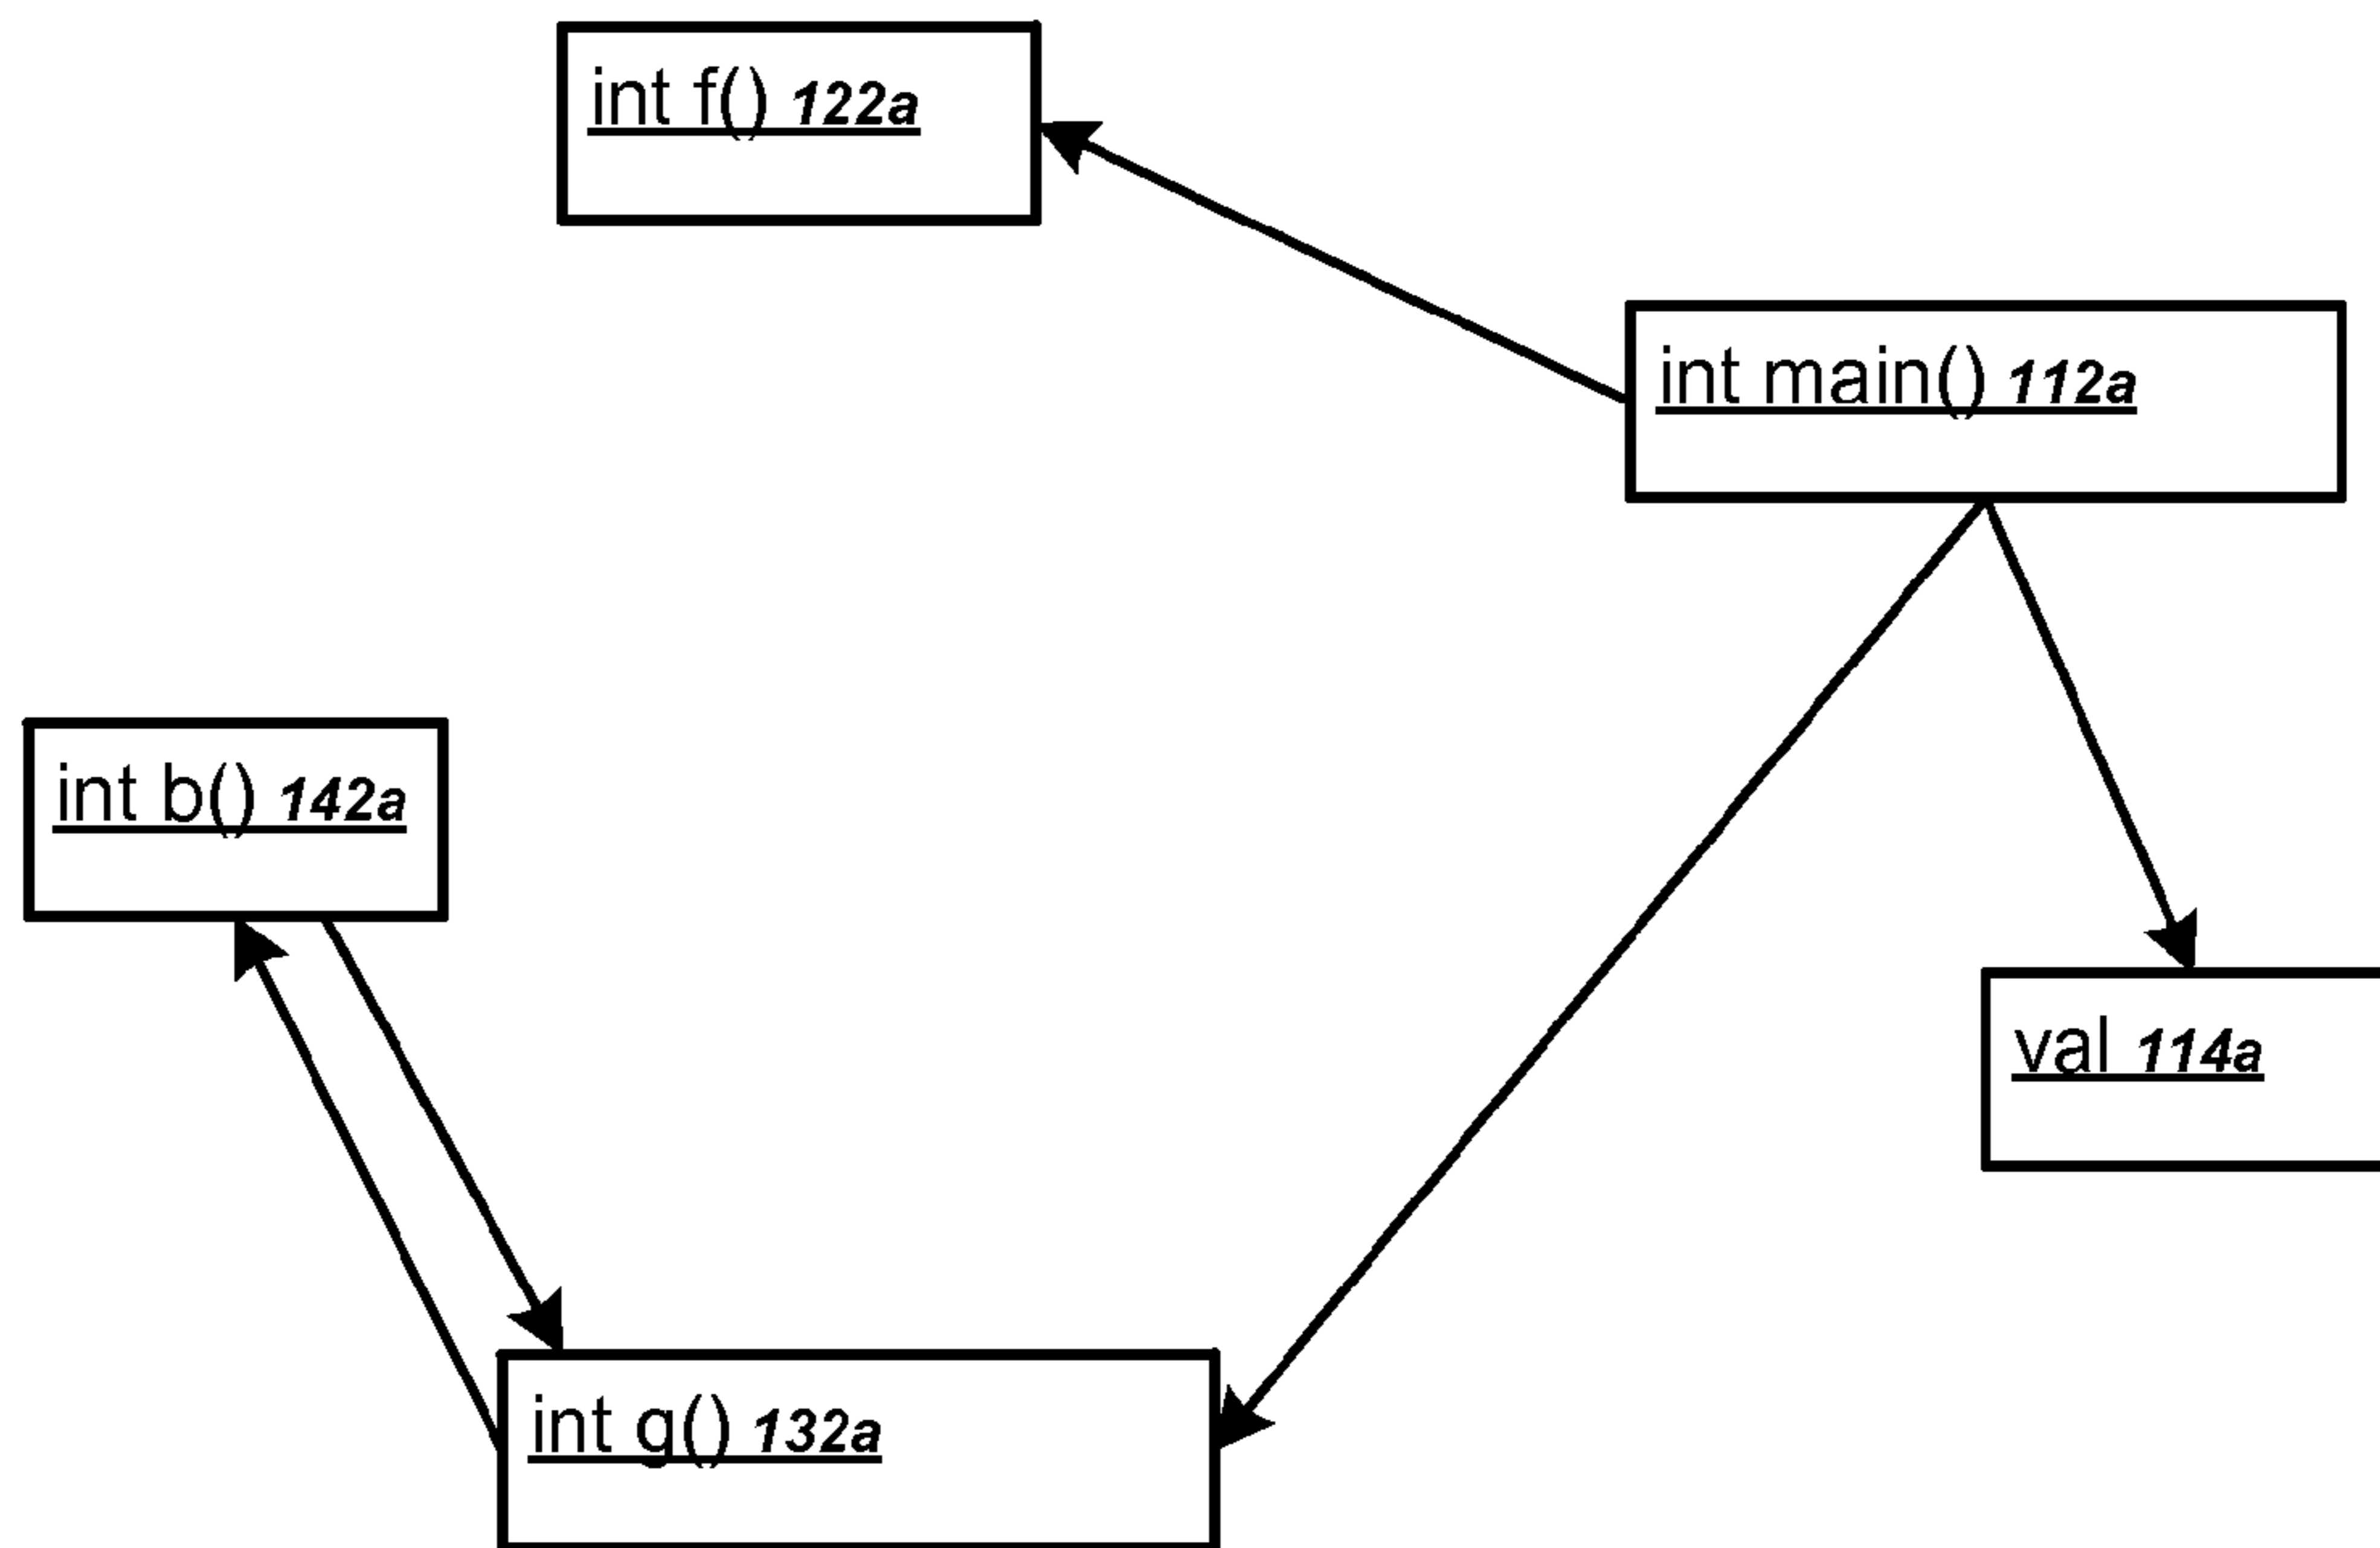 int f() 122a
int main() 112a
int b() 142a
val 114a
int g() 132a